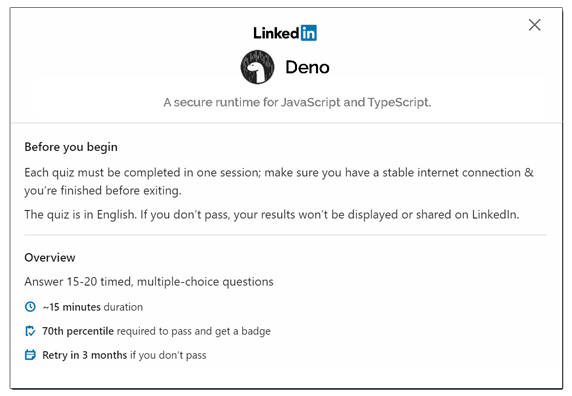 Linked in
Deno
A secure runtime for JavaScript and TypeScript.
Before you begin
Each quiz must be completed in one session; make sure you have a stable internet connection &
you're finished before exiting.
The quiz is in English. If you don't pass, your results won't be displayed or shared on LinkedIn.
Overview
Answer 15-20 timed, multiple-choice questions
~15 minutes duration
70th percentile required to pass and get a badge
Retry in 3 months if you don't pass